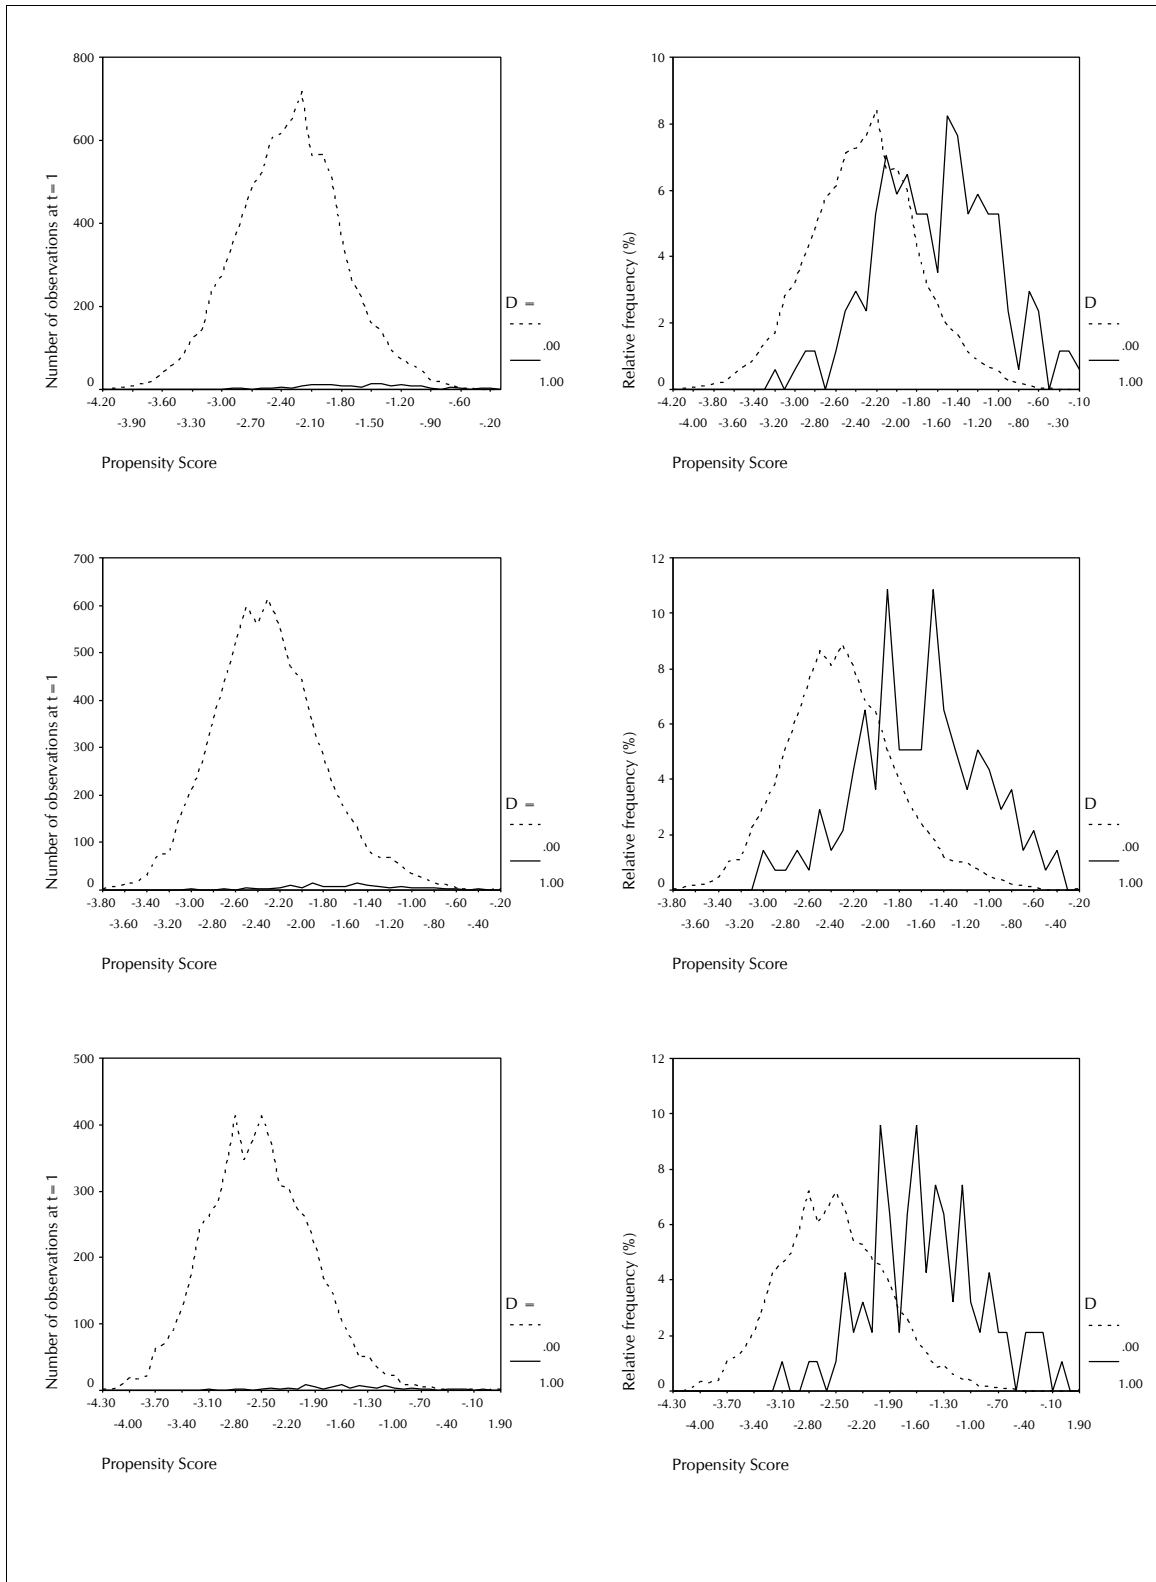 800
600
400
200
0
Number of observations at t = 1
-4.20 -3.60 -3.00 -2.40 -1.80 -1.20 -.60
-3.90 -3.30 -2.70 -2.10 -1.50 -.90 -.20
Propensity Score
D =
.00
1.00
10
8
6
4
2
0
Relative frequency (%)
-4.20 -3.80 -3.40 -3.00 -2.60 -2.20 -1.80 -1.40 -1.00 -.60 -.10
-4.00 -3.60 -3.20 -2.80 -2.40 -2.00 -1.60 -1.20 -.80 -.30
Propensity Score
D
.00
1.00
700
600
500
400
300
200
100
0
Number of observations at t = 1
-3.80 -3.40 -3.00 -2.60 -2.20 -1.80 -1.40 -1.00 -.60 -.20
-3.60 -3.20 -2.80 -2.40 -2.00 -1.60 -1.20 -.80 -.40
Propensity Score
D =
.00
1.00
12
10
8
6
4
2
0
Relative frequency (%)
-3.80 -3.40 -3.00 -2.60 -2.20 -1.80 -1.40 -1.00 -.60 -.20
-3.60 -3.20 -2.80 -2.40 -2.00 -1.60 -1.20 -.80 -.40
Propensity Score
D
.00
1.00
500
400
300
200
100
0
Number of observations at t = 1
-4.30 -3.70 -3.10 -2.50 -1.90 -1.30 -.70 -.10
-4.00 -3.40 -2.80 -2.20 -1.60 -1.00 -.40 1.90
Propensity Score
D =
.00
1.00
12
10
8
6
4
2
0
Relative frequency (%)
-4.30 -3.70 -3.10 -2.50 -1.90 -1.30 -.70 -.10
-4.00 -3.40 -2.80 -2.20 -1.60 -1.00 -.40 1.90
Propensity Score
D
.00
1.00